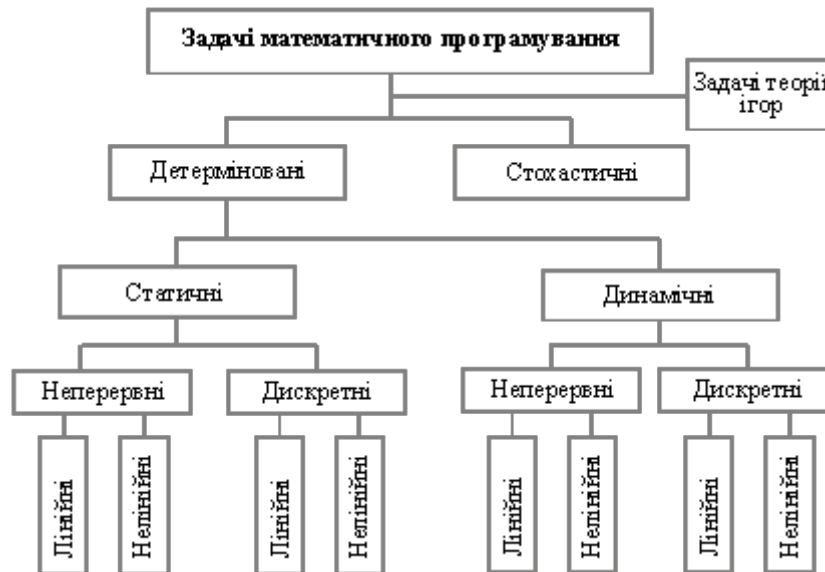 Задачі математичного програмування
Задачі теорії
ігор
Детерміновані
Стохастичні
Статичні
Динамічні
Неперервні
Дискретні
Неперервні
Дискретні
Лінійні
Нелінійні
Лінійні
Нелінійні
Лінійні
Нелінійні
Лінійні
Нелінійні